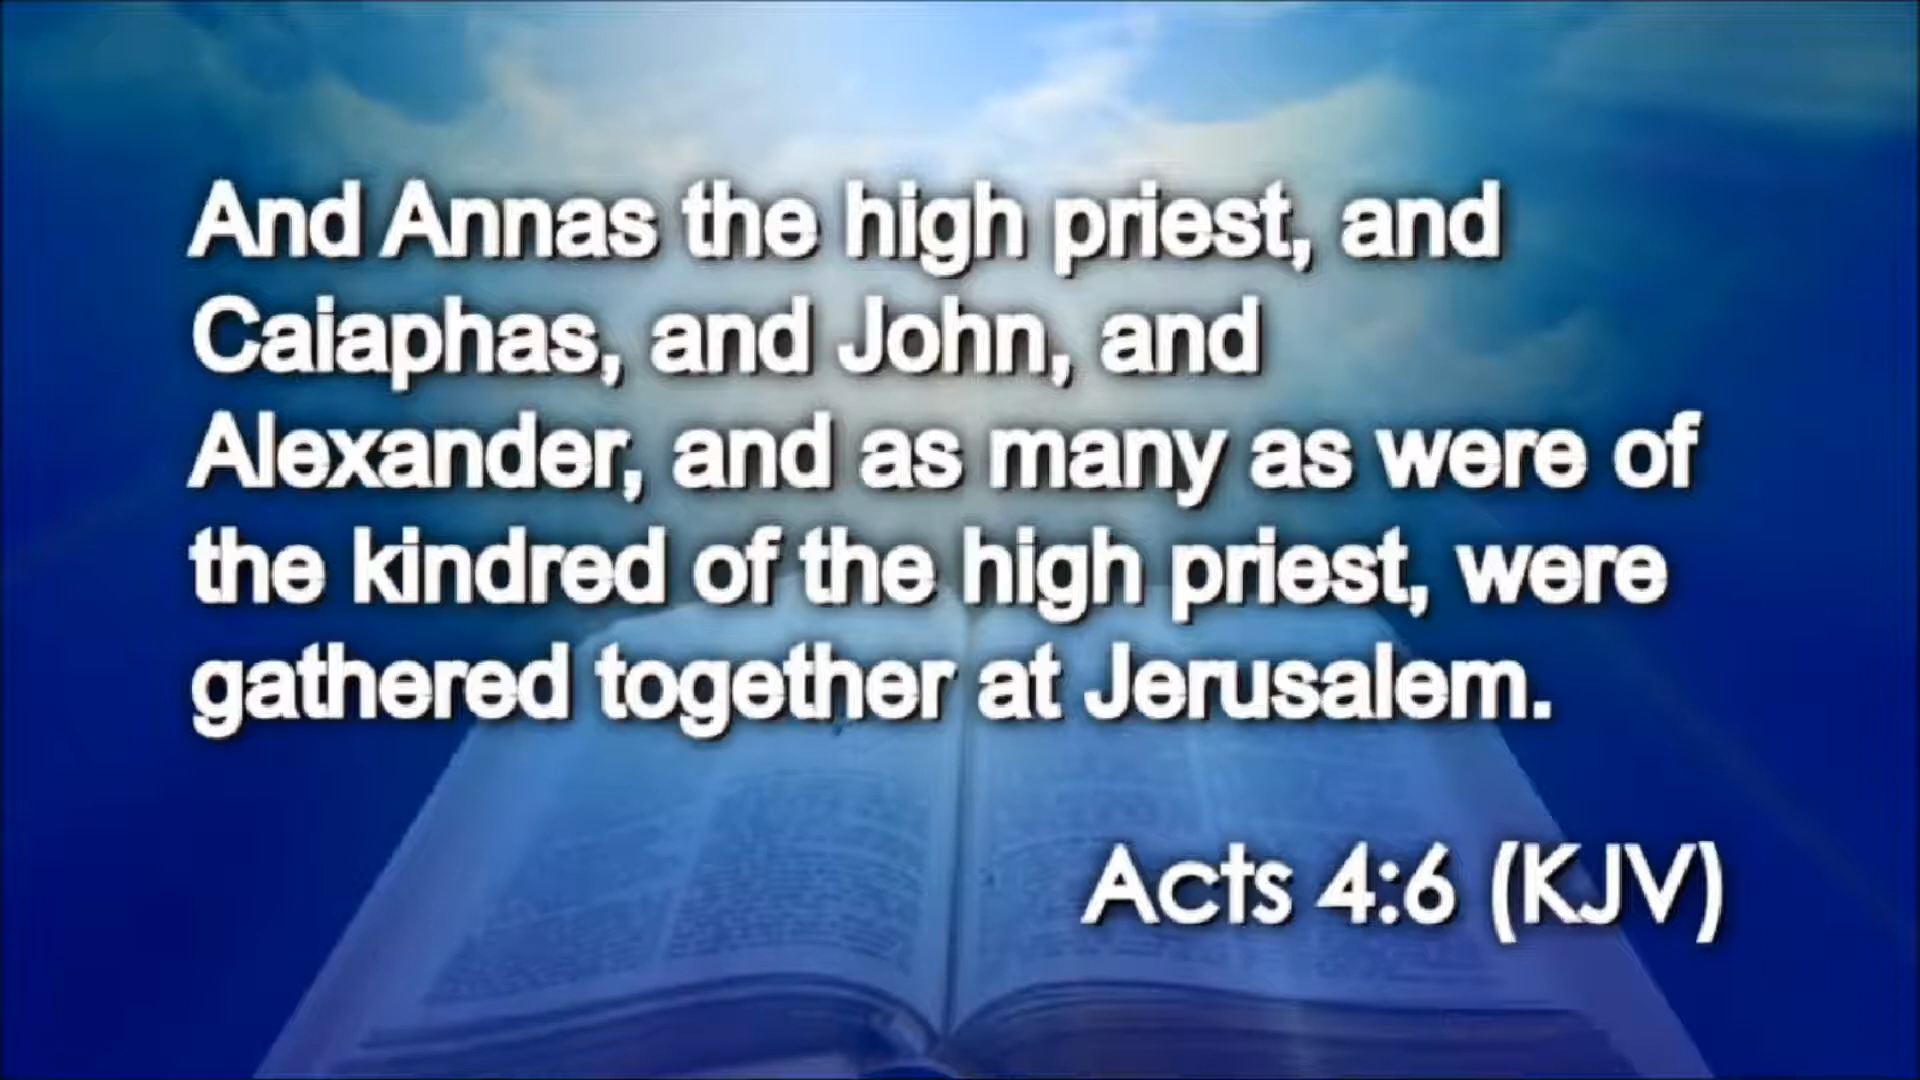 And Annas the high priest, and
Caiaphas, and John, and
Alexander, and as many as were of
the kindred of the high priest, were
gathered together at Jerusalem.
Acts 4:6 (KJV)